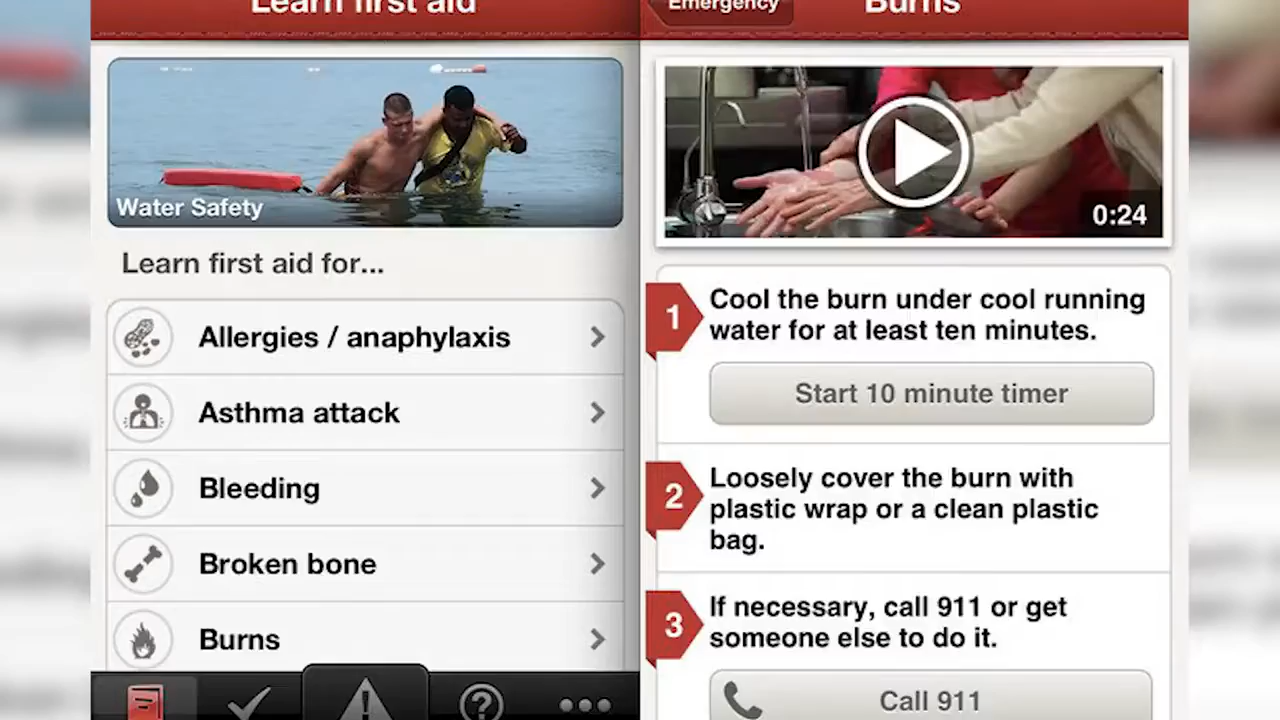 Learn first aid
Water Safety
Learn first aid for...
Allergies / anaphylaxis
Asthma attack
Bleeding
Broken bone
Burns
Emergency
Burns
0:24
1
Cool the burn under cool running
water for at least ten minutes.
Start 10 minute timer
2
Loosely cover the burn with
plastic wrap or a clean plastic
bag.
3
If necessary, call 911 or get
someone else to do it.
Call 911